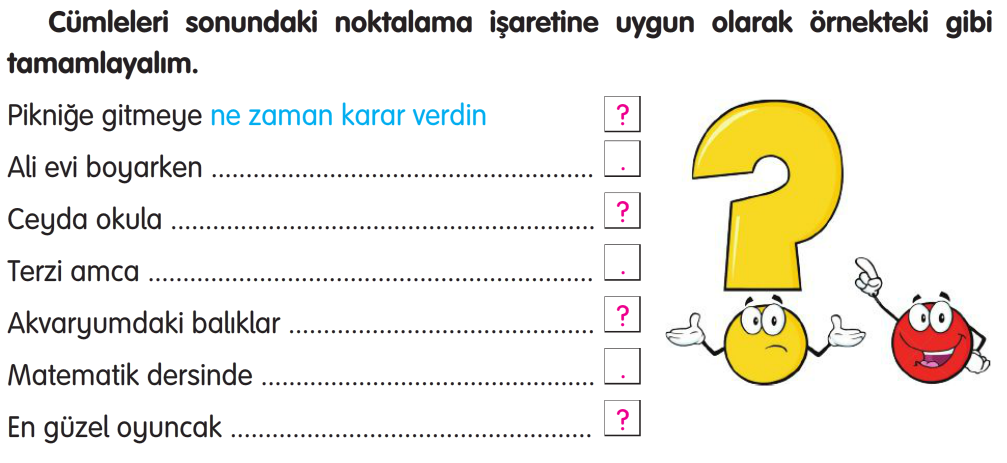 Cümleleri sonundaki noktalama işaretine uygun olarak örnekteki gibi
tamamlayalım.
Pikniğe gitmeye ne zaman karar verdin ?
Ali evi boyarken ...................................................... .
Ceyda okula ............................................................ ?
Terzi amca ............................................................... .
Akvaryumdaki balıklar ........................................... ?
Matematik dersinde ............................................... .
En güzel oyuncak ................................................... ?